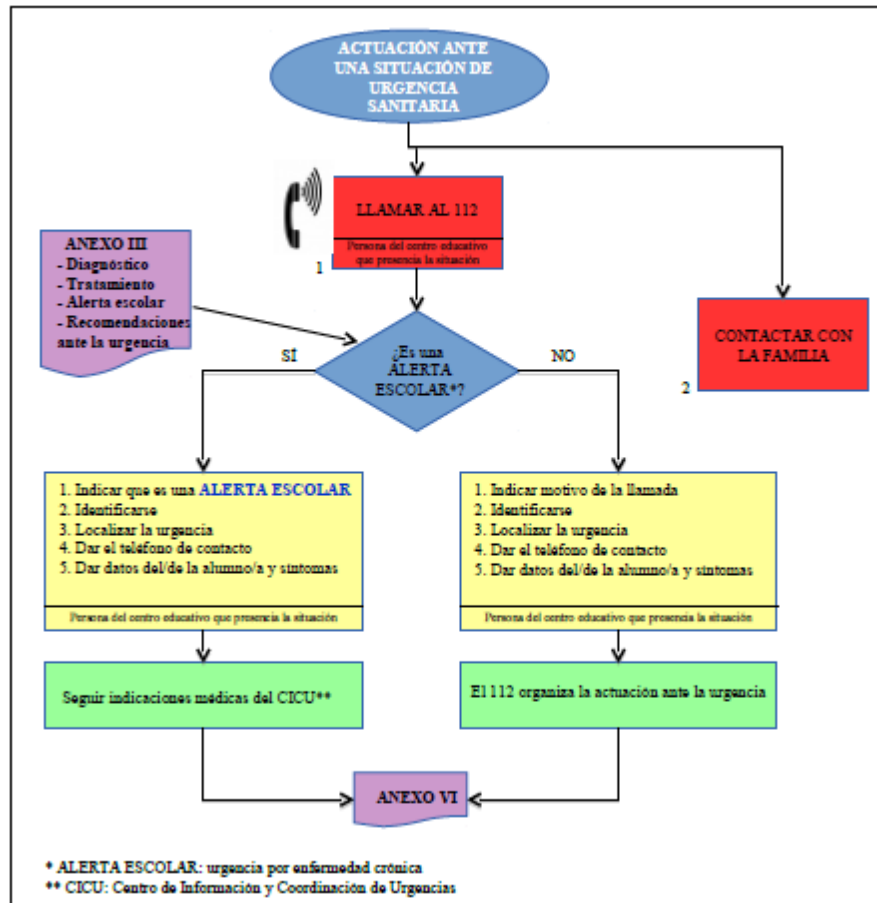 ACTUACIÓN ANTE
UNA SITUACIÓN DE
URGENCIA
SANITARIA
LLAMAR AL 112
Persona del centro educativo
que presencia la situación
1
ANEXO III
- Diagnóstico
- Tratamiento
- Alerta escolar
- Recomendaciones
ante la urgencia
CONTACTAR CON
LA FAMILIA
2
¿Es una
ALERTA
ESCOLAR*?
SÍ
NO
1. Indicar que es una ALERTA ESCOLAR
2. Identificarse
3. Localizar la urgencia
4. Dar el teléfono de contacto
5. Dar datos del/de la alumno/a y síntomas
Persona del centro educativo que presencia la situación
1. Indicar motivo de la llamada
2. Identificarse
3. Localizar la urgencia
4. Dar el teléfono de contacto
5. Dar datos del/de la alumno/a y síntomas
Persona del centro educativo que presencia la situación
Seguir indicaciones médicas del CICU**
El 112 organiza la actuación ante la urgencia
ANEXO VI
* ALERTA ESCOLAR: urgencia por enfermedad crónica
** CICU: Centro de Información y Coordinación de Urgencias